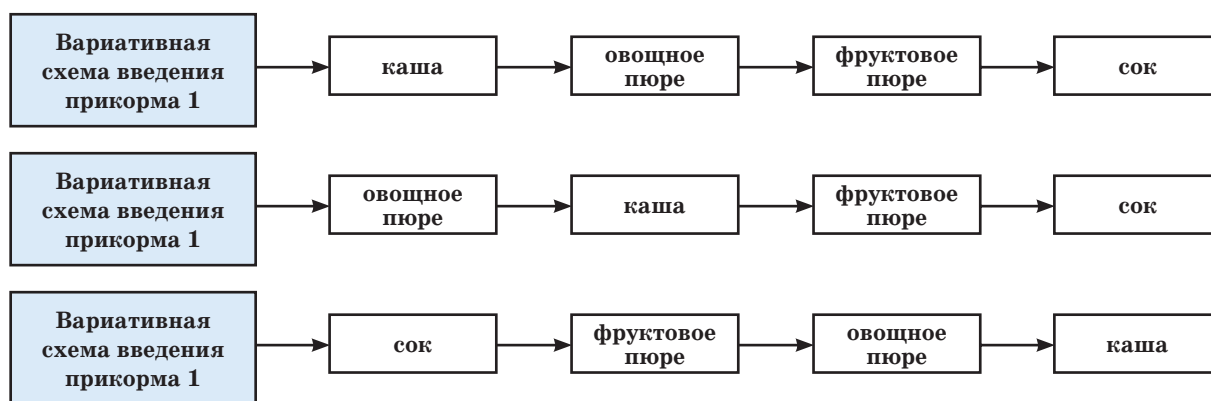 Вариативная
схема введения
прикорма 1
каша
овощное
пюре
фруктовое
пюре
сок
Вариативная
схема введения
прикорма 1
овощное
пюре
каша
фруктовое
пюре
сок
Вариативная
схема введения
прикорма 1
сок
фруктовое
пюре
овощное
пюре
каша